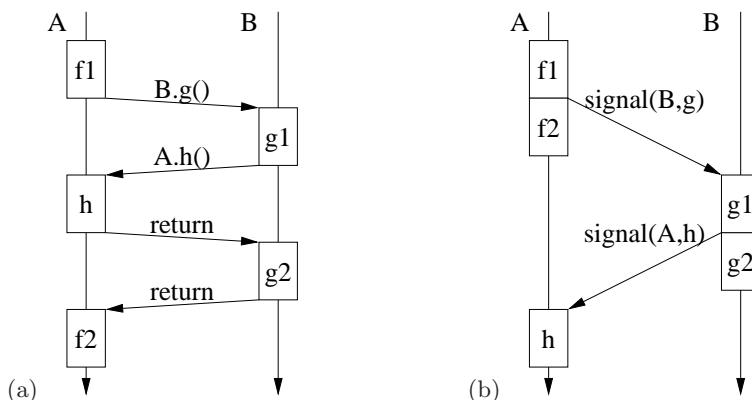 A B
f1
B.g()
g1
A.h()
h
return
g2
return
f2
(a)
A B
f1
signal(B,g)
f2
g1
signal(A,h)
g2
h
(b)